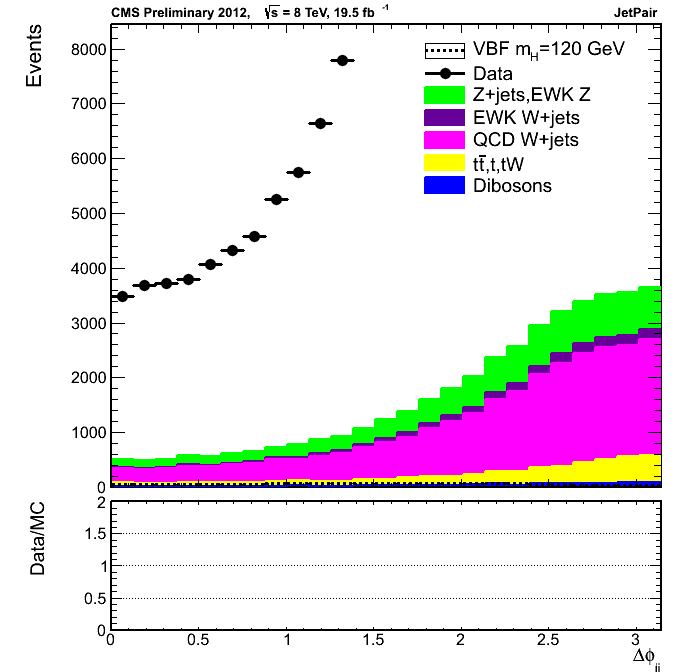 CMS Preliminary 2012, √s = 8 TeV, 19.5 fb⁻¹ JetPair
Events
8000
7000
6000
5000
4000
3000
2000
1000
0
VBF m_H=120 GeV
Data
Z+jets,EWK Z
EWK W+jets
QCD W+jets
tt̄,t,tW
Dibosons
Data/MC
2
1.5
1
0.5
0
0 0.5 1 1.5 2 2.5 3
Δϕ_jj